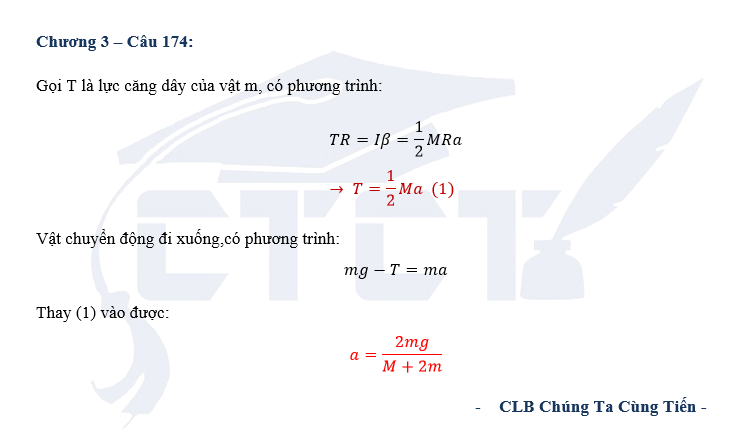 Chương 3 – Câu 174:
Gọi T là lực căng dây của vật m, có phương trình:
TR = Iβ = \frac{1}{2}MRa
→ T = \frac{1}{2}Ma (1)
Vật chuyển động đi xuống,có phương trình:
mg − T = ma
Thay (1) vào được:
a = \frac{2mg}{M + 2m}
- CLB Chúng Ta Cùng Tiến -
CTCT